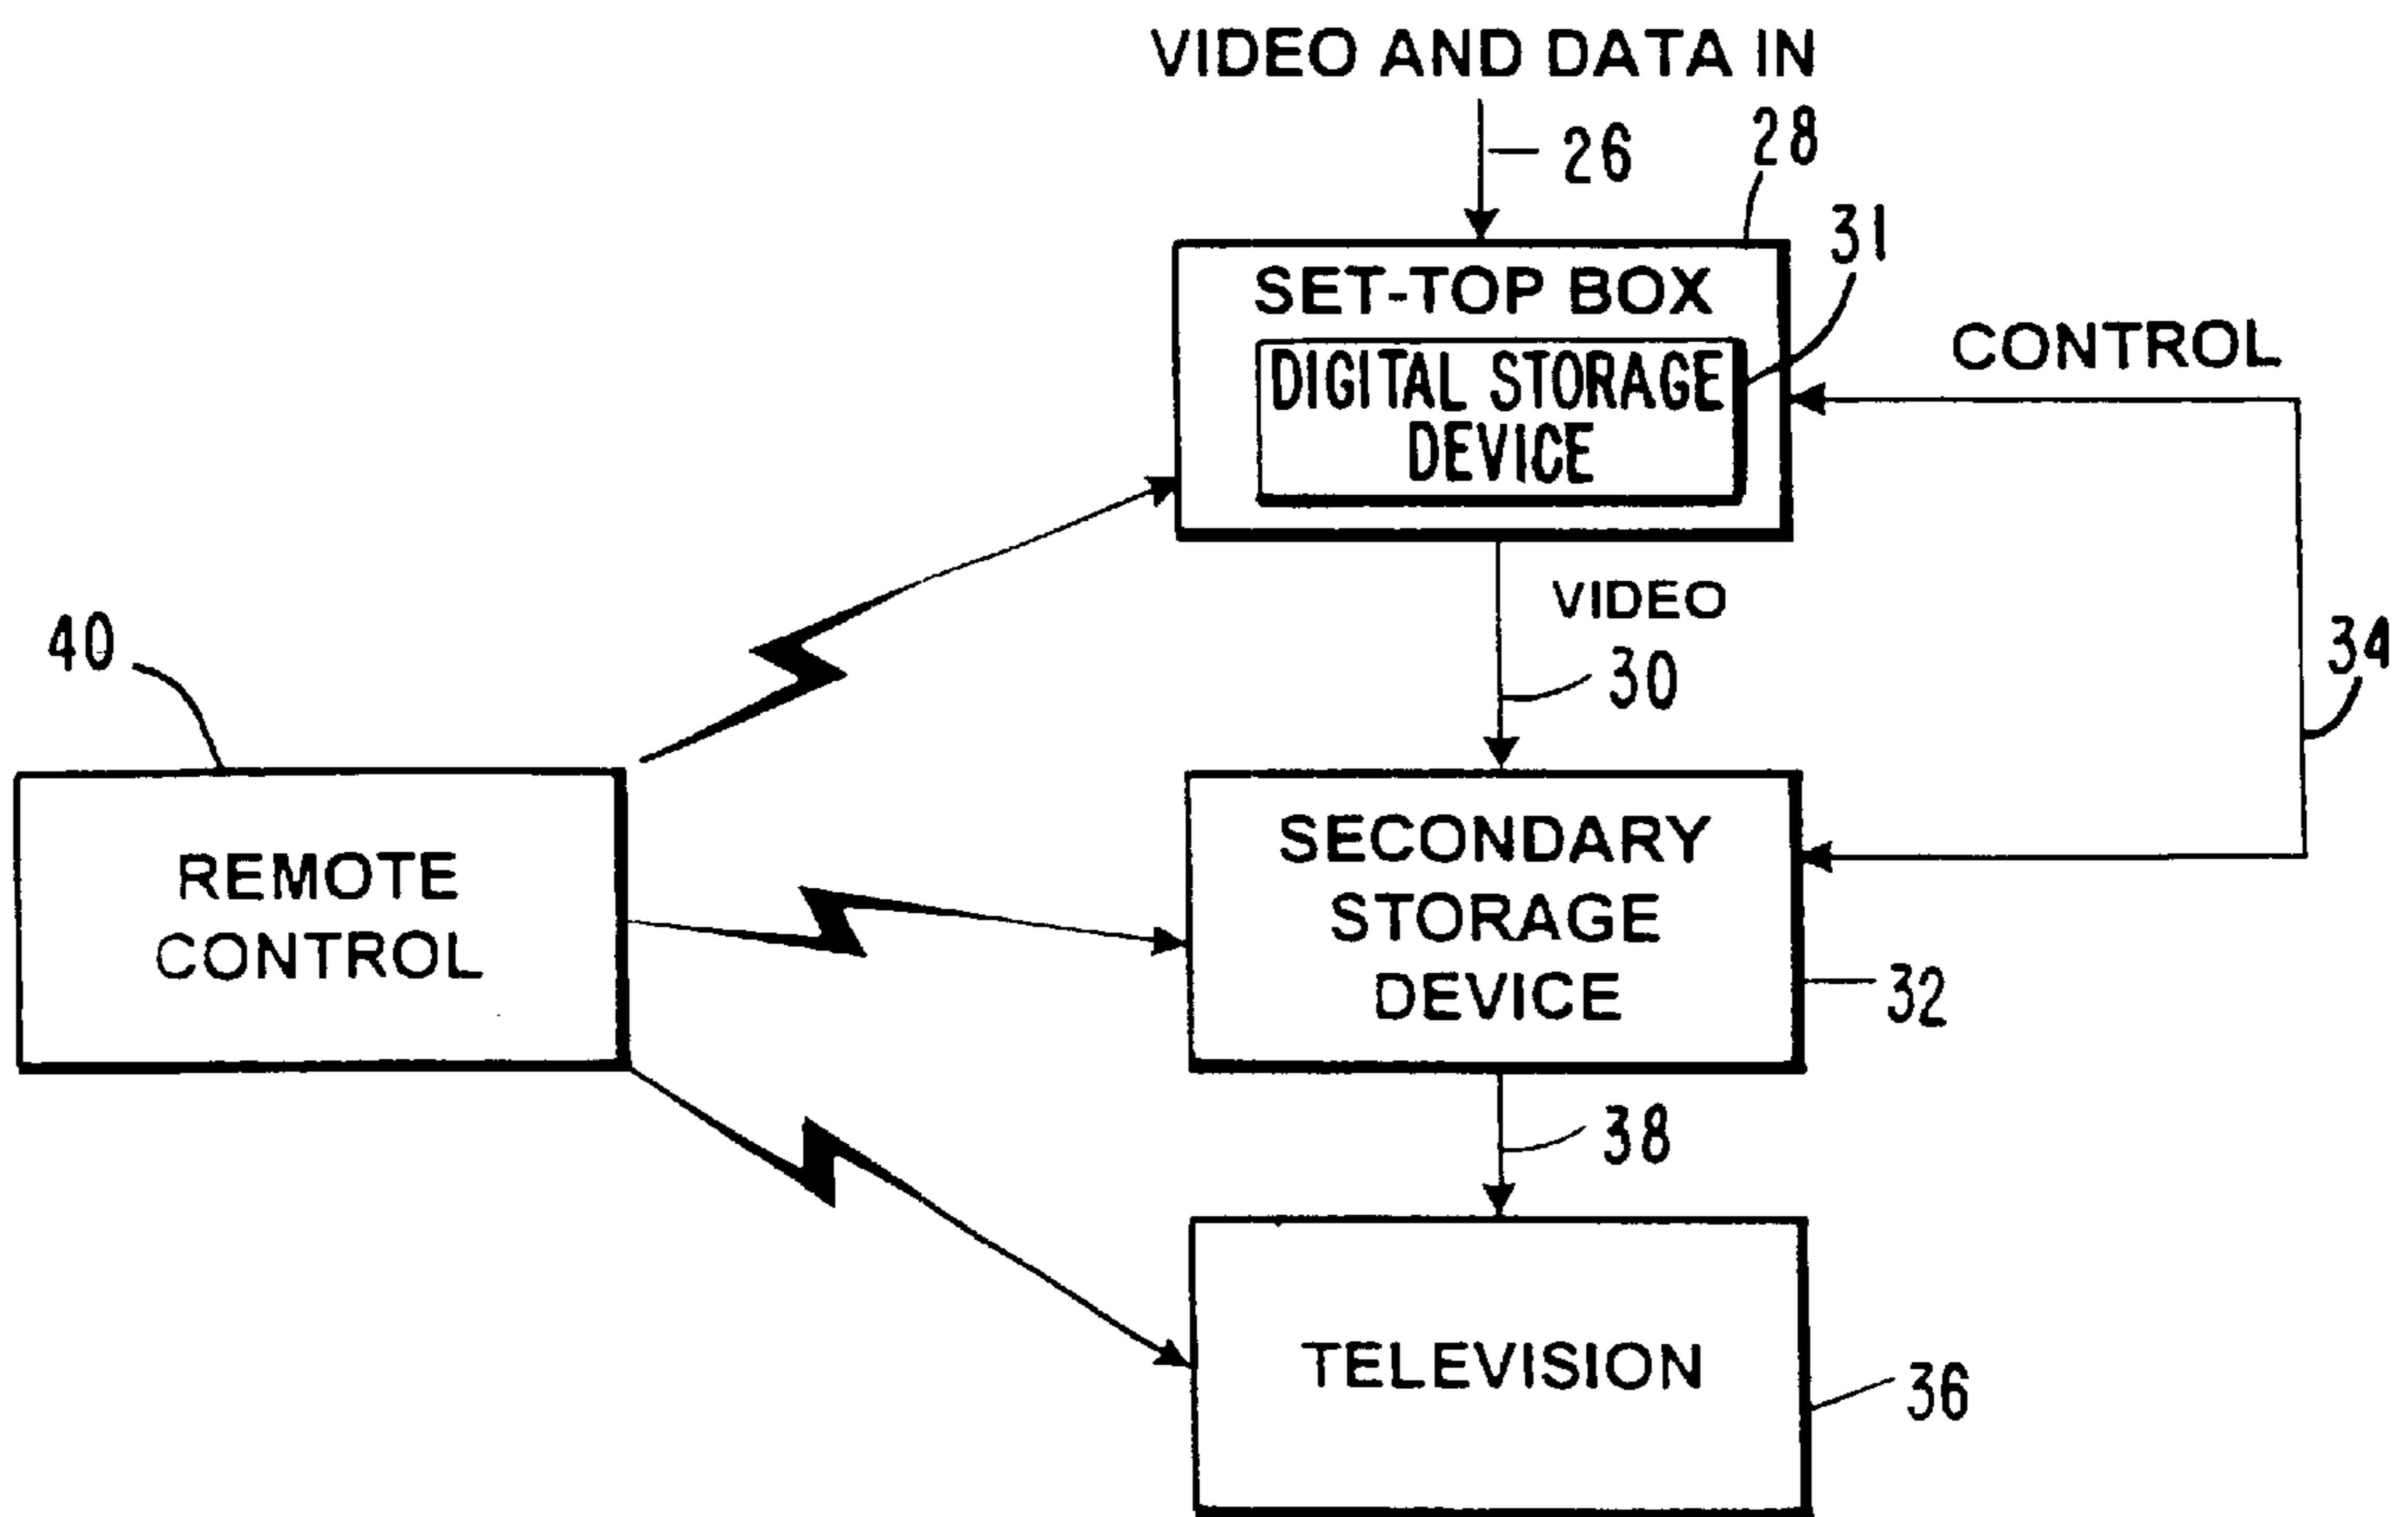 VIDEO AND DATA IN
26
28
31
SET-TOP BOX
DIGITAL STORAGE
DEVICE
CONTROL
VIDEO
30
34
40
REMOTE
CONTROL
SECONDARY
STORAGE
DEVICE
32
38
TELEVISION
36